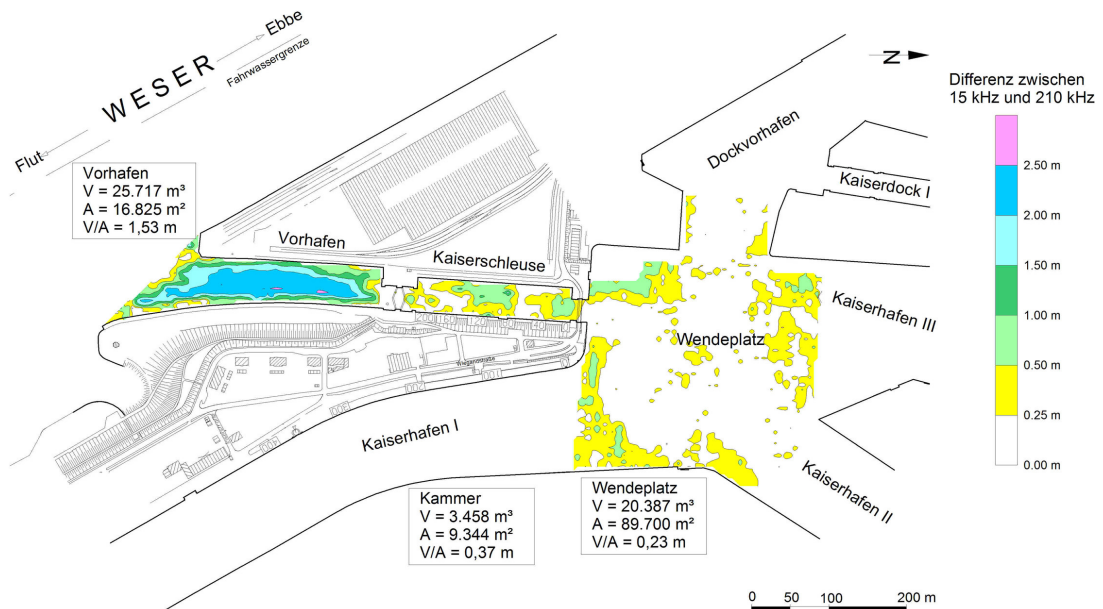 Ebbe
WESER
Fahrwassergrenze
Flut
N
Differenz zwischen
15 kHz und 210 kHz
2.50 m
2.00 m
1.50 m
1.00 m
0.50 m
0.25 m
0.00 m
Vorhafen
V = 25.717 m³
A = 16.825 m²
V/A = 1,53 m
Dockvorhafen
Kaiserdock I
Vorhafen
Kaiserschleuse
Kaiserhafen III
Wendeplatz
Wiegandstraße
Kaiserhafen I
Kaiserhafen II
Kammer
V = 3.458 m³
A = 9.344 m²
V/A = 0,37 m
Wendeplatz
V = 20.387 m³
A = 89.700 m²
V/A = 0,23 m
0 50 100 200 m